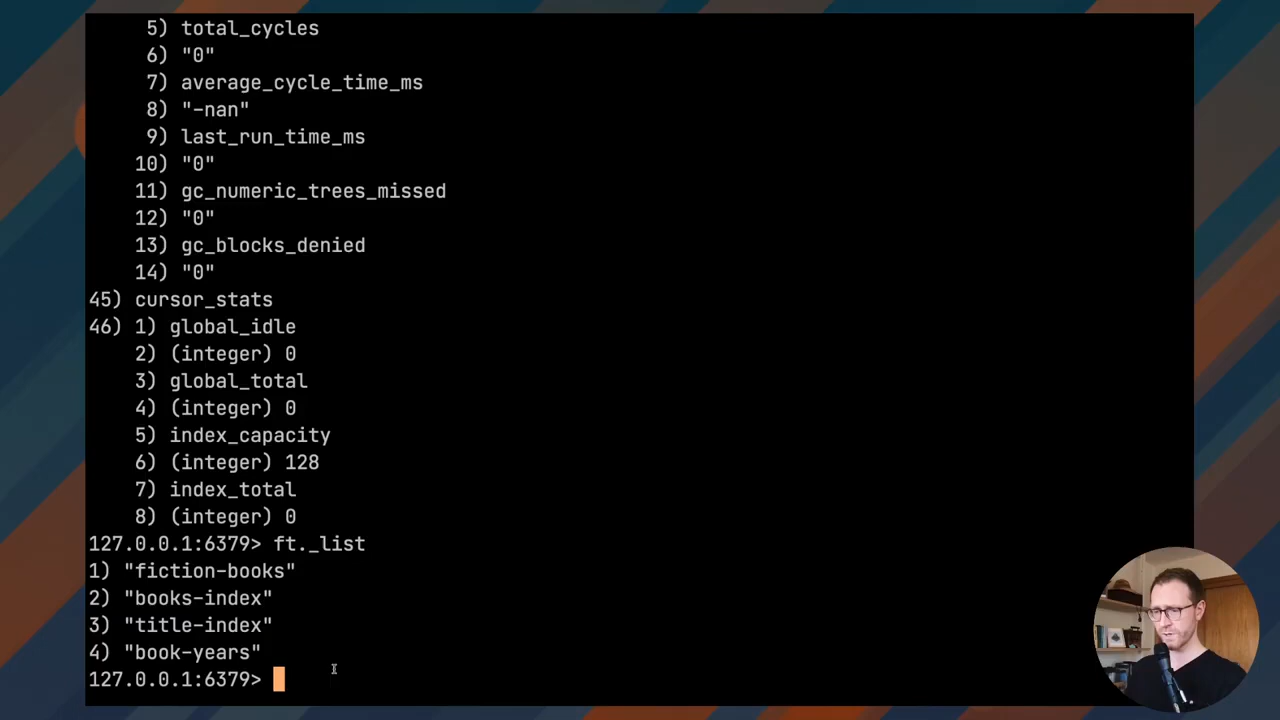 5) total_cycles
6) "0"
7) average_cycle_time_ms
8) "-nan"
9) last_run_time_ms
10) "0"
11) gc_numeric_trees_missed
12) "0"
13) gc_blocks_denied
14) "0"
45) cursor_stats
46) 1) global_idle
2) (integer) 0
3) global_total
4) (integer) 0
5) index_capacity
6) (integer) 128
7) index_total
8) (integer) 0
127.0.0.1:6379> ft._list
1) "fiction-books"
2) "books-index"
3) "title-index"
4) "book-years"
127.0.0.1:6379>